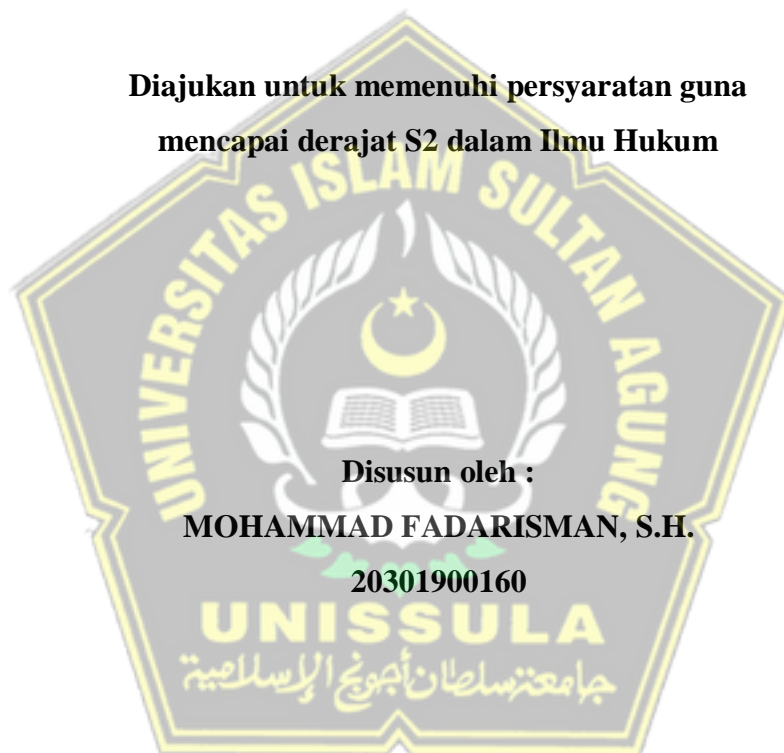 Diajukan untuk memenuhi persyaratan guna
mencapai derajat S2 dalam Ilmu Hukum
UNIVERSITAS ISLAM SULTAN AGUNG
Disusun oleh :
MOHAMMAD FADARISMAN, S.H.
20301900160
UNISSULA
جامعة سلطان أجونج الإسلامية